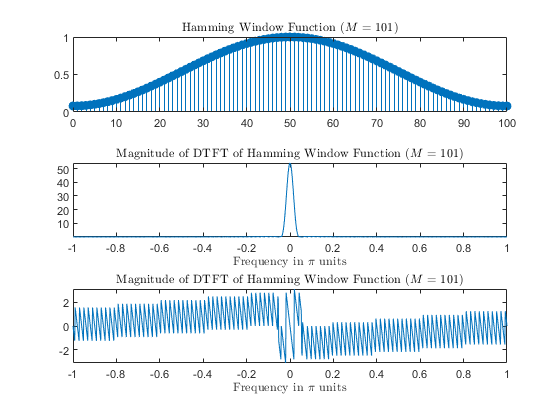 Hamming Window Function (M = 101)
1
0.5
0
0 10 20 30 40 50 60 70 80 90 100
Magnitude of DTFT of Hamming Window Function (M = 101)
50
40
30
20
10
-1 -0.8 -0.6 -0.4 -0.2 0 0.2 0.4 0.6 0.8 1
Frequency in π units
Magnitude of DTFT of Hamming Window Function (M = 101)
2
0
-2
-1 -0.8 -0.6 -0.4 -0.2 0 0.2 0.4 0.6 0.8 1
Frequency in π units